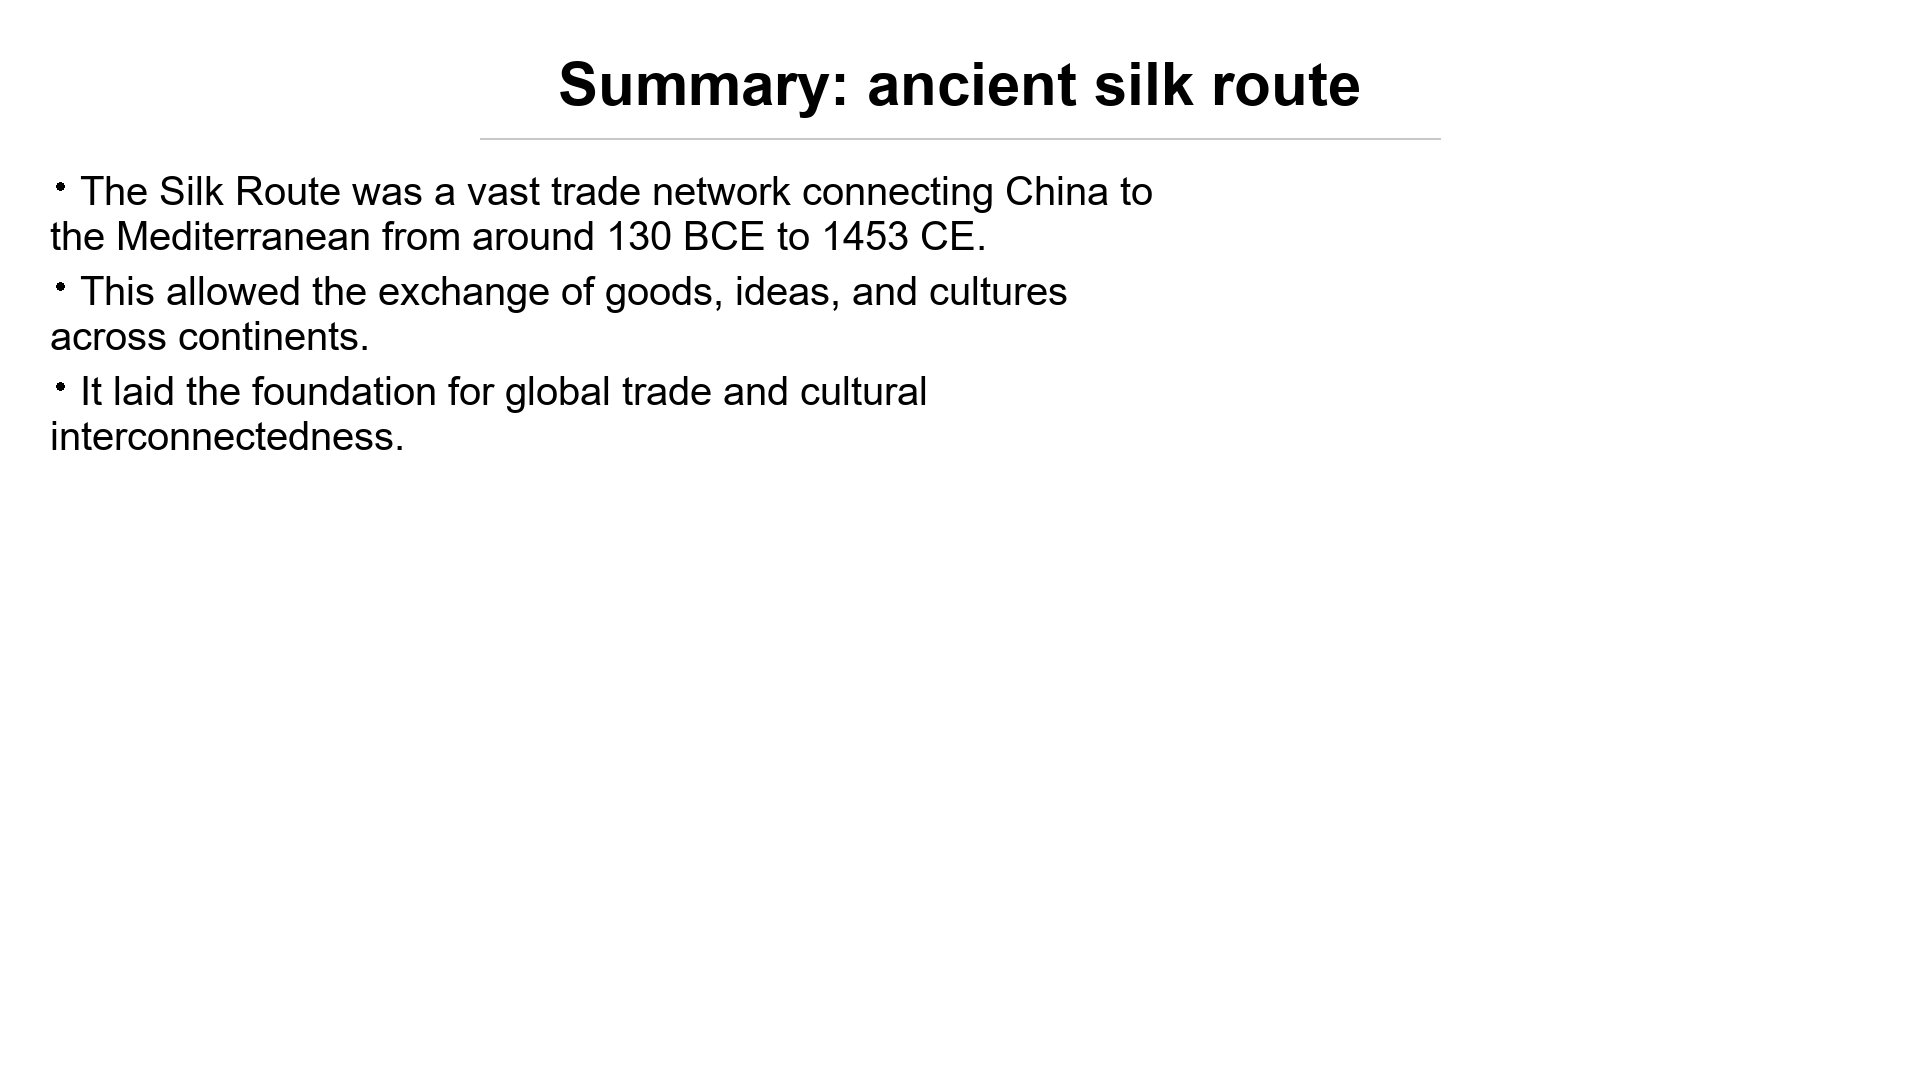 Summary: ancient silk route
• The Silk Route was a vast trade network connecting China to
the Mediterranean from around 130 BCE to 1453 CE.
• This allowed the exchange of goods, ideas, and cultures
across continents.
• It laid the foundation for global trade and cultural
interconnectedness.